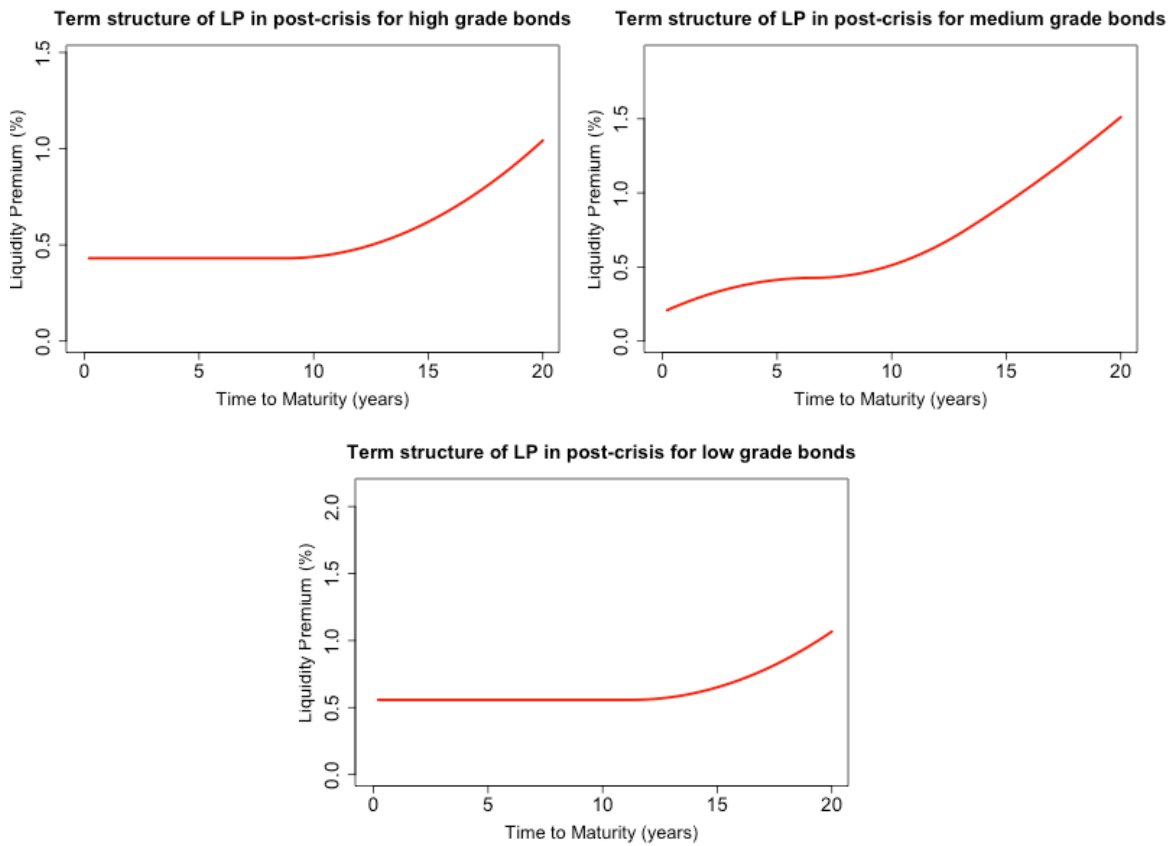 Term structure of LP in post-crisis for high grade bonds
Liquidity Premium (%)
1.5
1.0
0.5
0.0
0 5 10 15 20
Time to Maturity (years)
Term structure of LP in post-crisis for medium grade bonds
Liquidity Premium (%)
1.5
1.0
0.5
0.0
0 5 10 15 20
Time to Maturity (years)
Term structure of LP in post-crisis for low grade bonds
Liquidity Premium (%)
2.0
1.5
1.0
0.5
0.0
0 5 10 15 20
Time to Maturity (years)